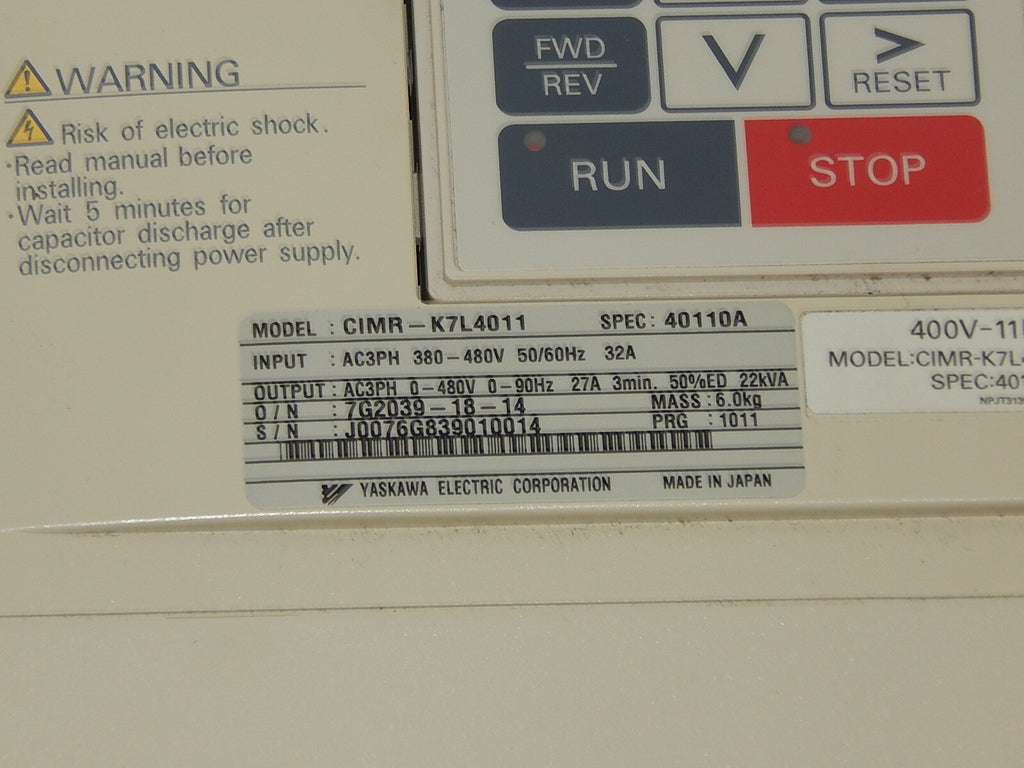 WARNING
Risk of electric shock.
·Read manual before
installing.
·Wait 5 minutes for
capacitor discharge after
disconnecting power supply.
FWD
REV
RESET
RUN
STOP
MODEL : CIMR-K7L4011 SPEC: 40110A
INPUT : AC3PH 380-480V 50/60Hz 32A
OUTPUT : AC3PH 0-480V 0-90Hz 27A 3min. 50%ED 22kVA
O/N : 7G2039-18-14 MASS : 6.0kg
S/N : J0076G839010014 PRG : 1011
YASKAWA ELECTRIC CORPORATION MADE IN JAPAN
400V-11
MODEL:CIMR-K7L
SPEC:401
NPJT313